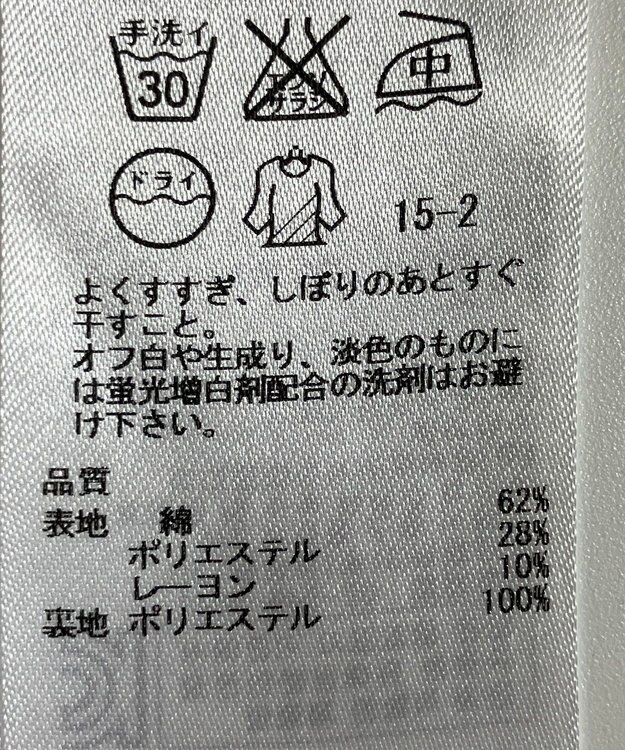 手洗イ
30
エンソ
サラシ
中
ドライ
15-2
よくすすぎ、しぼりのあとすぐ
干すこと。
オフ白や生成り、淡色のものに
は蛍光増白剤配合の洗剤はお避
け下さい。
品質
表地 綿 62%
ポリエステル 28%
レーヨン 10%
裏地 ポリエステル 100%